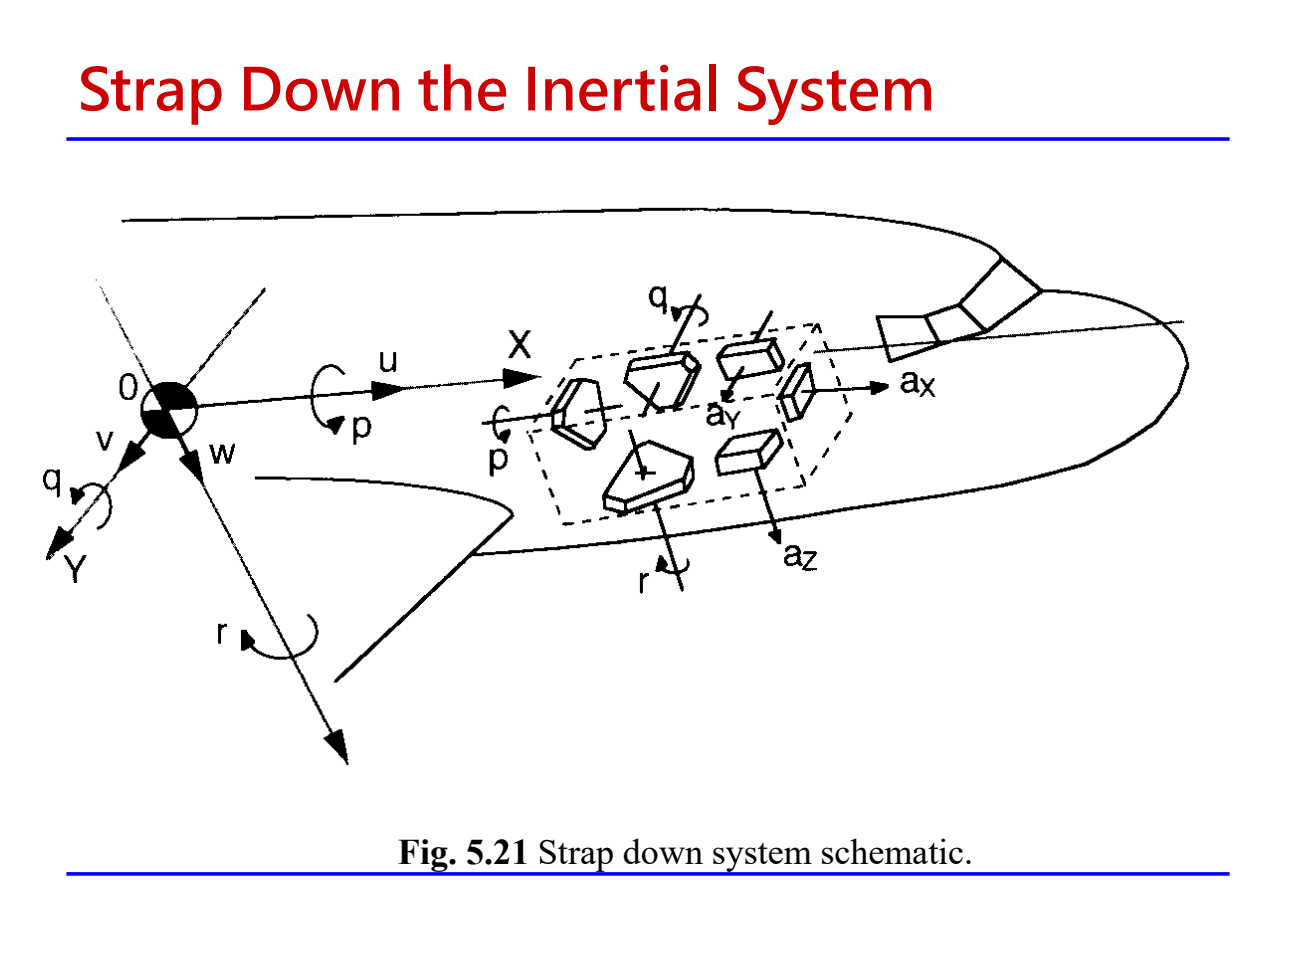 Strap Down the Inertial System
q
X
u
0
aX
aY
p
v
w
p
q
Y
aZ
r
r
Fig. 5.21 Strap down system schematic.